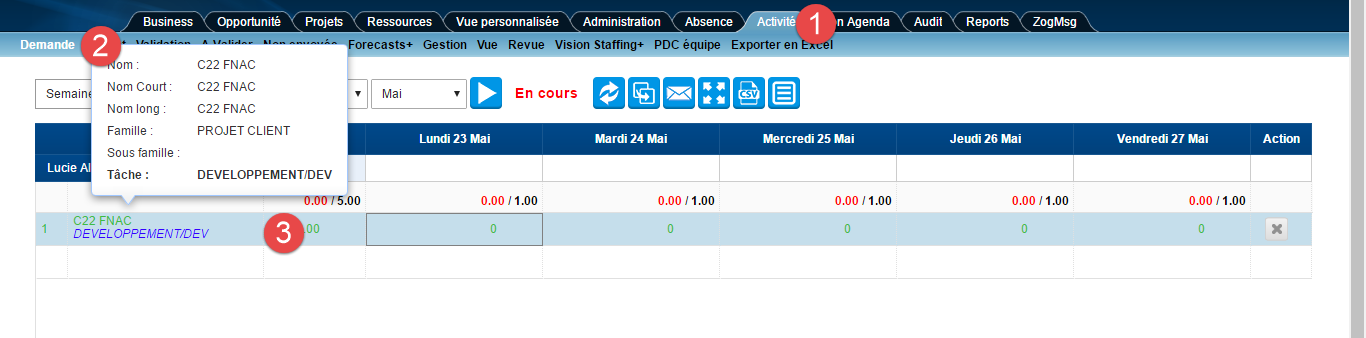 Business Opportunité Projets Ressources Vue personnalisée Administration Absence Activité 1 n Agenda Audit Reports ZogMsg
Demande 2 t Validation A Valider Non envoyés Forecasts+ Gestion Vue Revue Vision Staffing+ PDC équipe Exporter en Excel
Nom : C22 FNAC
Nom Court : C22 FNAC
Nom long : C22 FNAC
Famille : PROJET CLIENT
Sous famille :
Tâche : DEVELOPPEMENT/DEV
Semaine Mai En cours CSV
Lundi 23 Mai Mardi 24 Mai Mercredi 25 Mai Jeudi 26 Mai Vendredi 27 Mai Action
Lucie Al
0.00 / 5.00 0.00 / 1.00 0.00 / 1.00 0.00 / 1.00 0.00 / 1.00 0.00 / 1.00
1 C22 FNAC 3 .00 0 0 0 0 0
DEVELOPPEMENT/DEV